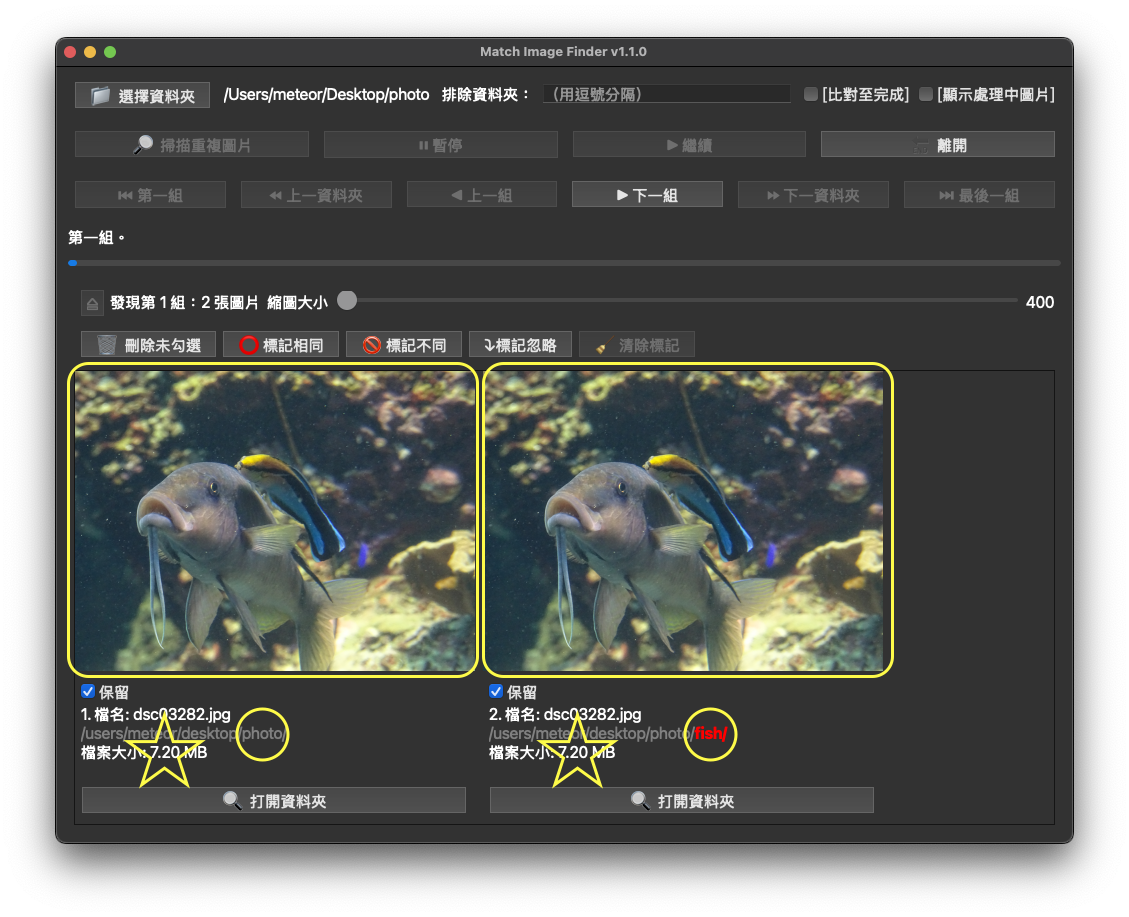 Match Image Finder v1.1.0
選擇資料夾 /Users/meteor/Desktop/photo 排除資料夾： （用逗號分隔） [比對至完成] [顯示處理中圖片]
掃描重複圖片 暫停 繼續 離開
第一組 上一資料夾 上一組 下一組 下一資料夾 最後一組
第一組。
發現第 1 組：2 張圖片 縮圖大小 400
刪除未勾選 標記相同 標記不同 標記忽略 清除標記
保留 保留
1. 檔名: dsc03282.jpg 2. 檔名: dsc03282.jpg
/users/meteor/desktop/photo/ /users/meteor/desktop/photo/fish/
檔案大小: 7.20 MB 檔案大小: 7.20 MB
打開資料夾 打開資料夾